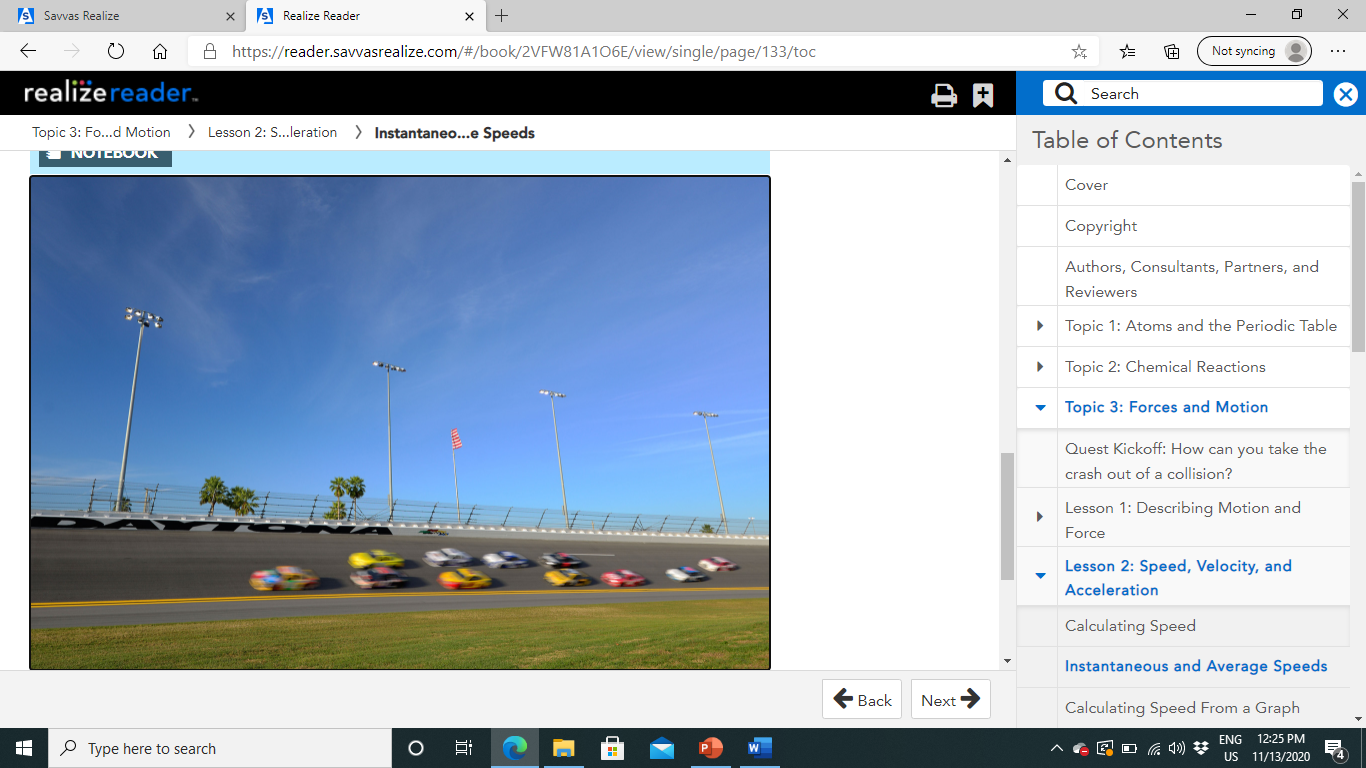 Savvas Realize
Realize Reader
https://reader.savvasrealize.com/#/book/2VFW81A1O6E/view/single/page/133/toc
Not syncing
realize reader™
Search
Topic 3: Fo...d Motion
Lesson 2: S...leration
Instantaneo...e Speeds
NOTEBOOK
DAYTONA
Back
Next
Table of Contents
Cover
Copyright
Authors, Consultants, Partners, and
Reviewers
Topic 1: Atoms and the Periodic Table
Topic 2: Chemical Reactions
Topic 3: Forces and Motion
Quest Kickoff: How can you take the
crash out of a collision?
Lesson 1: Describing Motion and
Force
Lesson 2: Speed, Velocity, and
Acceleration
Calculating Speed
Instantaneous and Average Speeds
Calculating Speed From a Graph
Type here to search
ENG
US
12:25 PM
11/13/2020
4